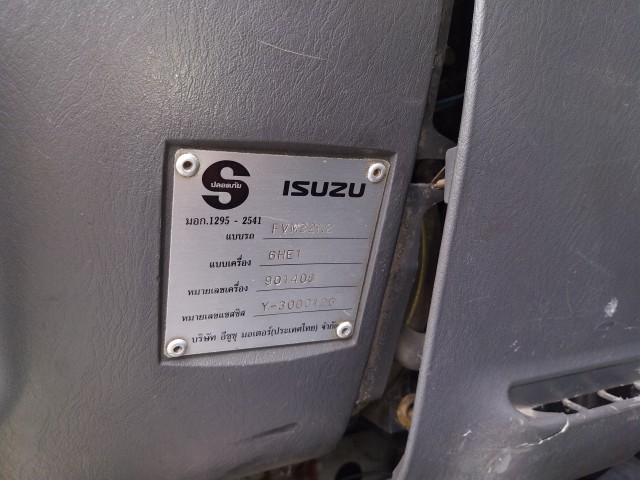 ปลอดภัย
ISUZU
มอก.1295 - 2541
แบบรถ
แบบเครื่อง 6HE1
หมายเลขเครื่อง 901408
หมายเลขแชสซีส
บริษัท อีซูซุ มอเตอร์(ประเทศไทย) จำกัด